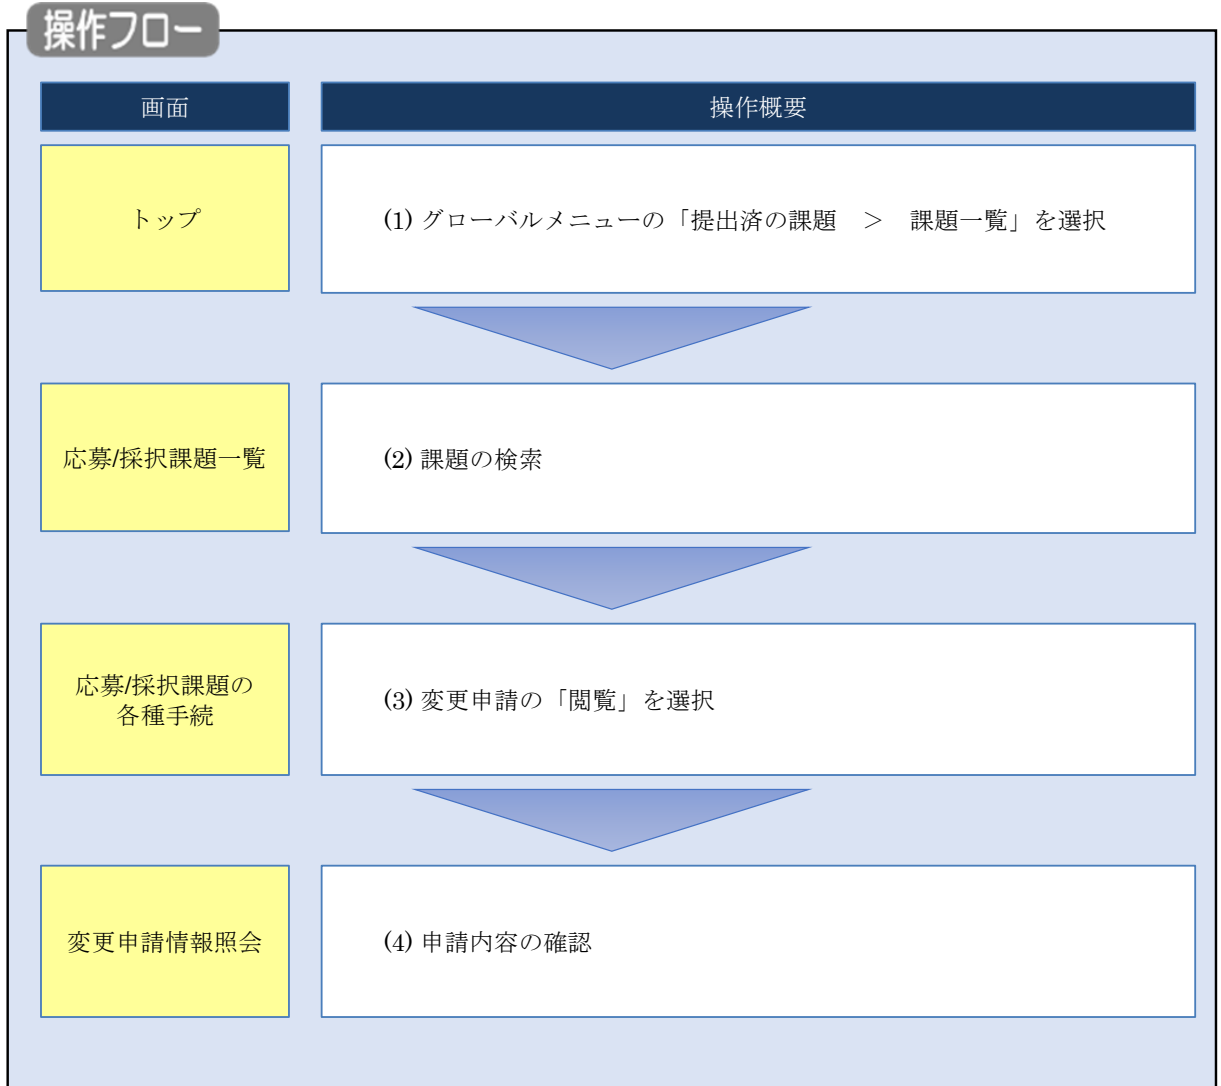 操作フロー
画面
操作概要
トップ
(1) グローバルメニューの「提出済の課題　＞　課題一覧」を選択
応募/採択課題一覧
(2) 課題の検索
応募/採択課題の
各種手続
(3) 変更申請の「閲覧」を選択
変更申請情報照会
(4) 申請内容の確認